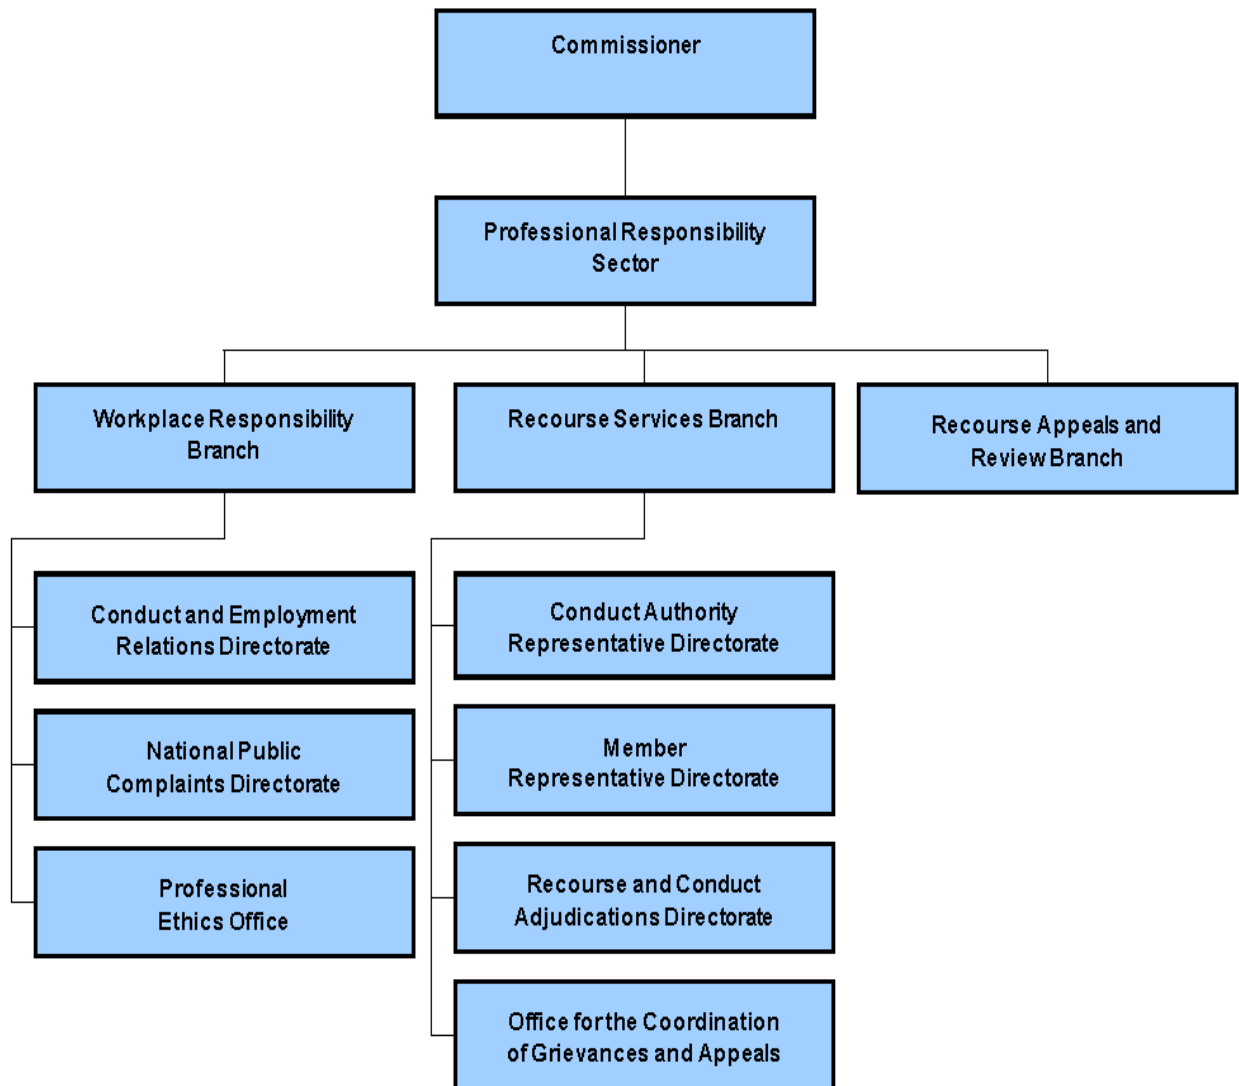 Commissioner
Professional Responsibility
Sector
Workplace Responsibility
Branch
Recourse Services Branch
Recourse Appeals and
Review Branch
Conduct and Employment
Relations Directorate
National Public
Complaints Directorate
Professional
Ethics Office
Conduct Authority
Representative Directorate
Member
Representative Directorate
Recourse and Conduct
Adjudications Directorate
Office for the Coordination
of Grievances and Appeals